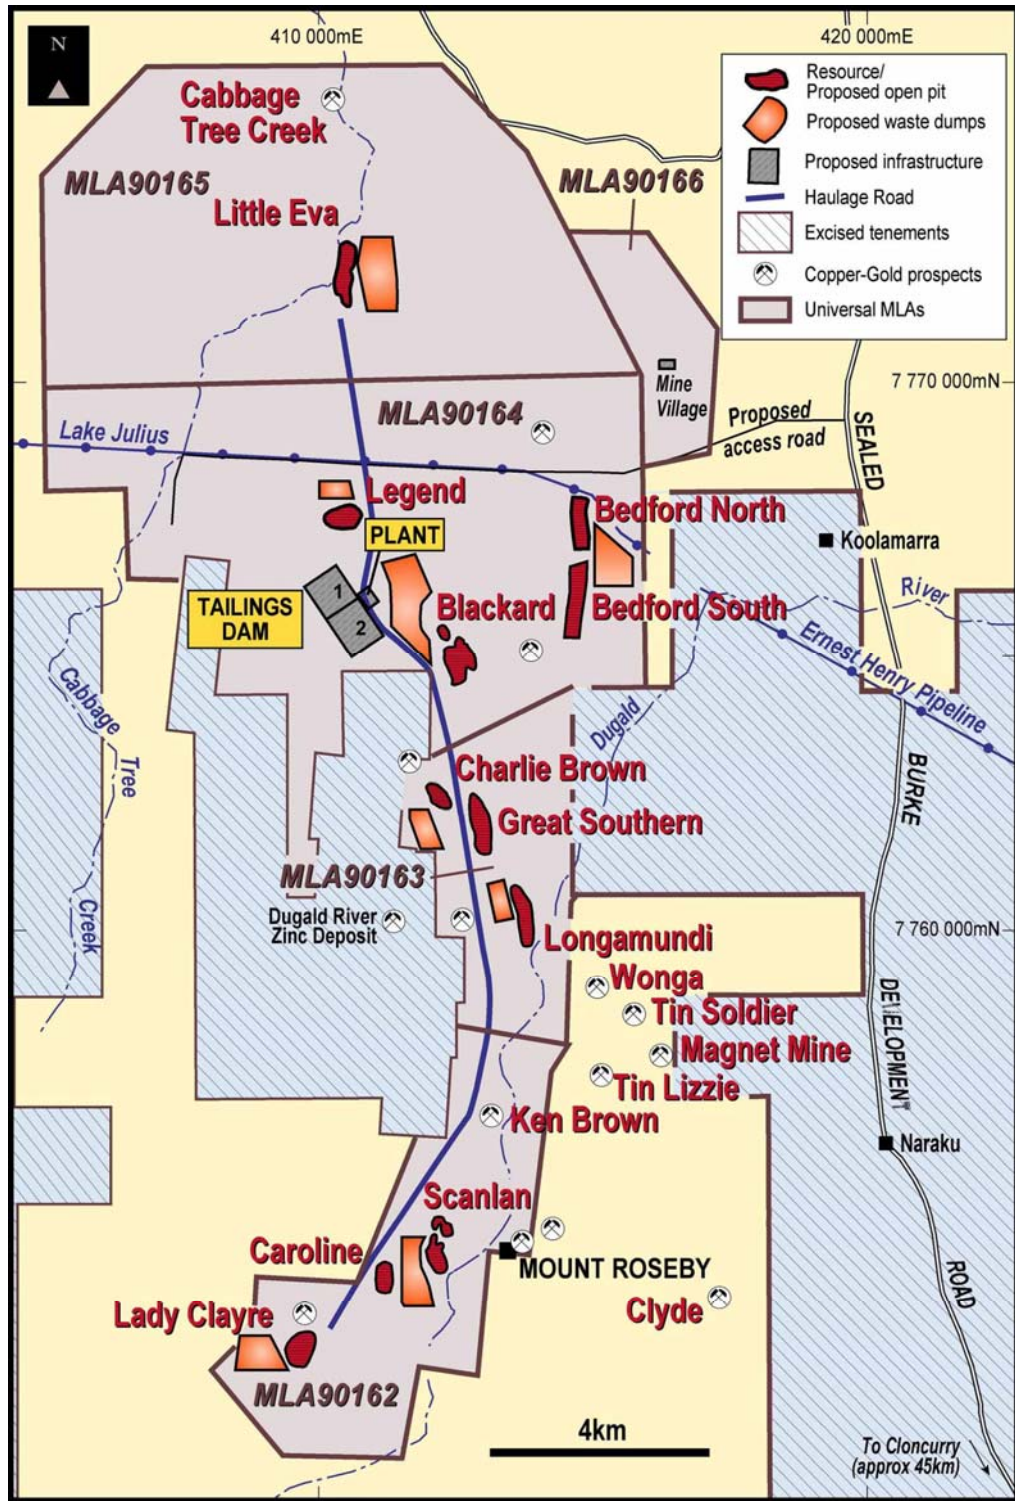 410 000mE
420 000mE
N
Resource/
Proposed open pit
Proposed waste dumps
Proposed infrastructure
Haulage Road
Excised tenements
Copper-Gold prospects
Universal MLAs
Cabbage
Tree Creek
MLA90165
MLA90166
Little Eva
7 770 000mN
Mine
Village
MLA90164
Proposed
access road
Lake Julius
SEALED
Legend
Bedford North
PLANT
Koolamarra
1
2
TAILINGS
DAM
Blackard
Bedford South
River
Ernest Henry Pipeline
Dugald
Cabbage
Tree
Creek
Charlie Brown
BURKE
Great Southern
MLA90163
Dugald River
Zinc Deposit
7 760 000mN
Longamundi
Wonga
Tin Soldier
DEVELOPMENT
Magnet Mine
Tin Lizzie
Ken Brown
Naraku
Scanlan
Caroline
MOUNT ROSEBY
ROAD
Lady Clayre
Clyde
MLA90162
4km
To Cloncurry
(approx 45km)